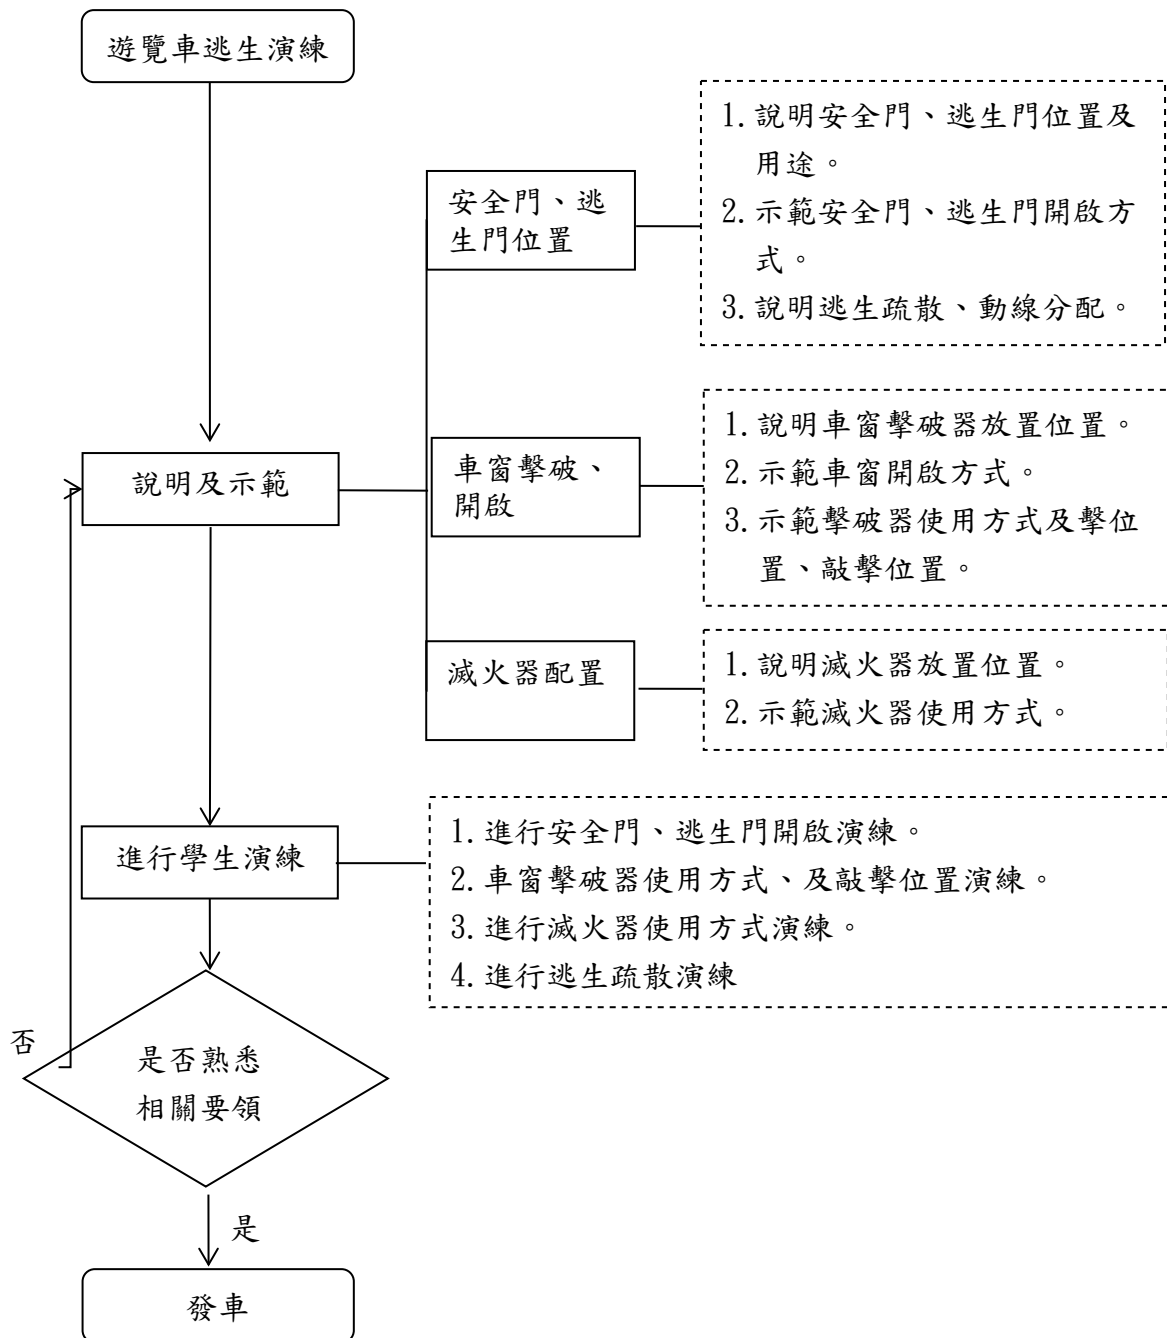 遊覽車逃生演練
安全門、逃
生門位置
1.說明安全門、逃生門位置及
用途。
2.示範安全門、逃生門開啟方
式。
3.說明逃生疏散、動線分配。
說明及示範
車窗擊破、
開啟
1.說明車窗擊破器放置位置。
2.示範車窗開啟方式。
3.示範擊破器使用方式及擊位
置、敲擊位置。
滅火器配置
1.說明滅火器放置位置。
2.示範滅火器使用方式。
進行學生演練
1.進行安全門、逃生門開啟演練。
2.車窗擊破器使用方式、及敲擊位置演練。
3.進行滅火器使用方式演練。
4.進行逃生疏散演練
否
是否熟悉
相關要領
是
發車